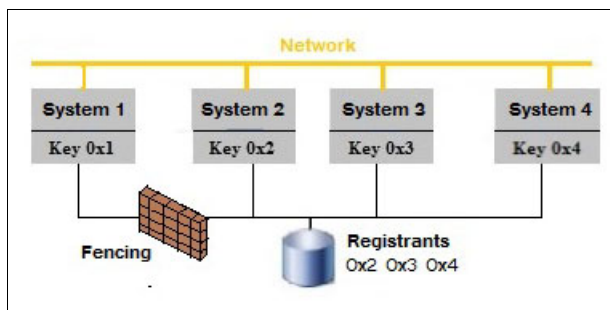 Network
System 1 System 2 System 3 System 4
Key 0x1 Key 0x2 Key 0x3 Key 0x4
Fencing
Registrants
0x2 0x3 0x4